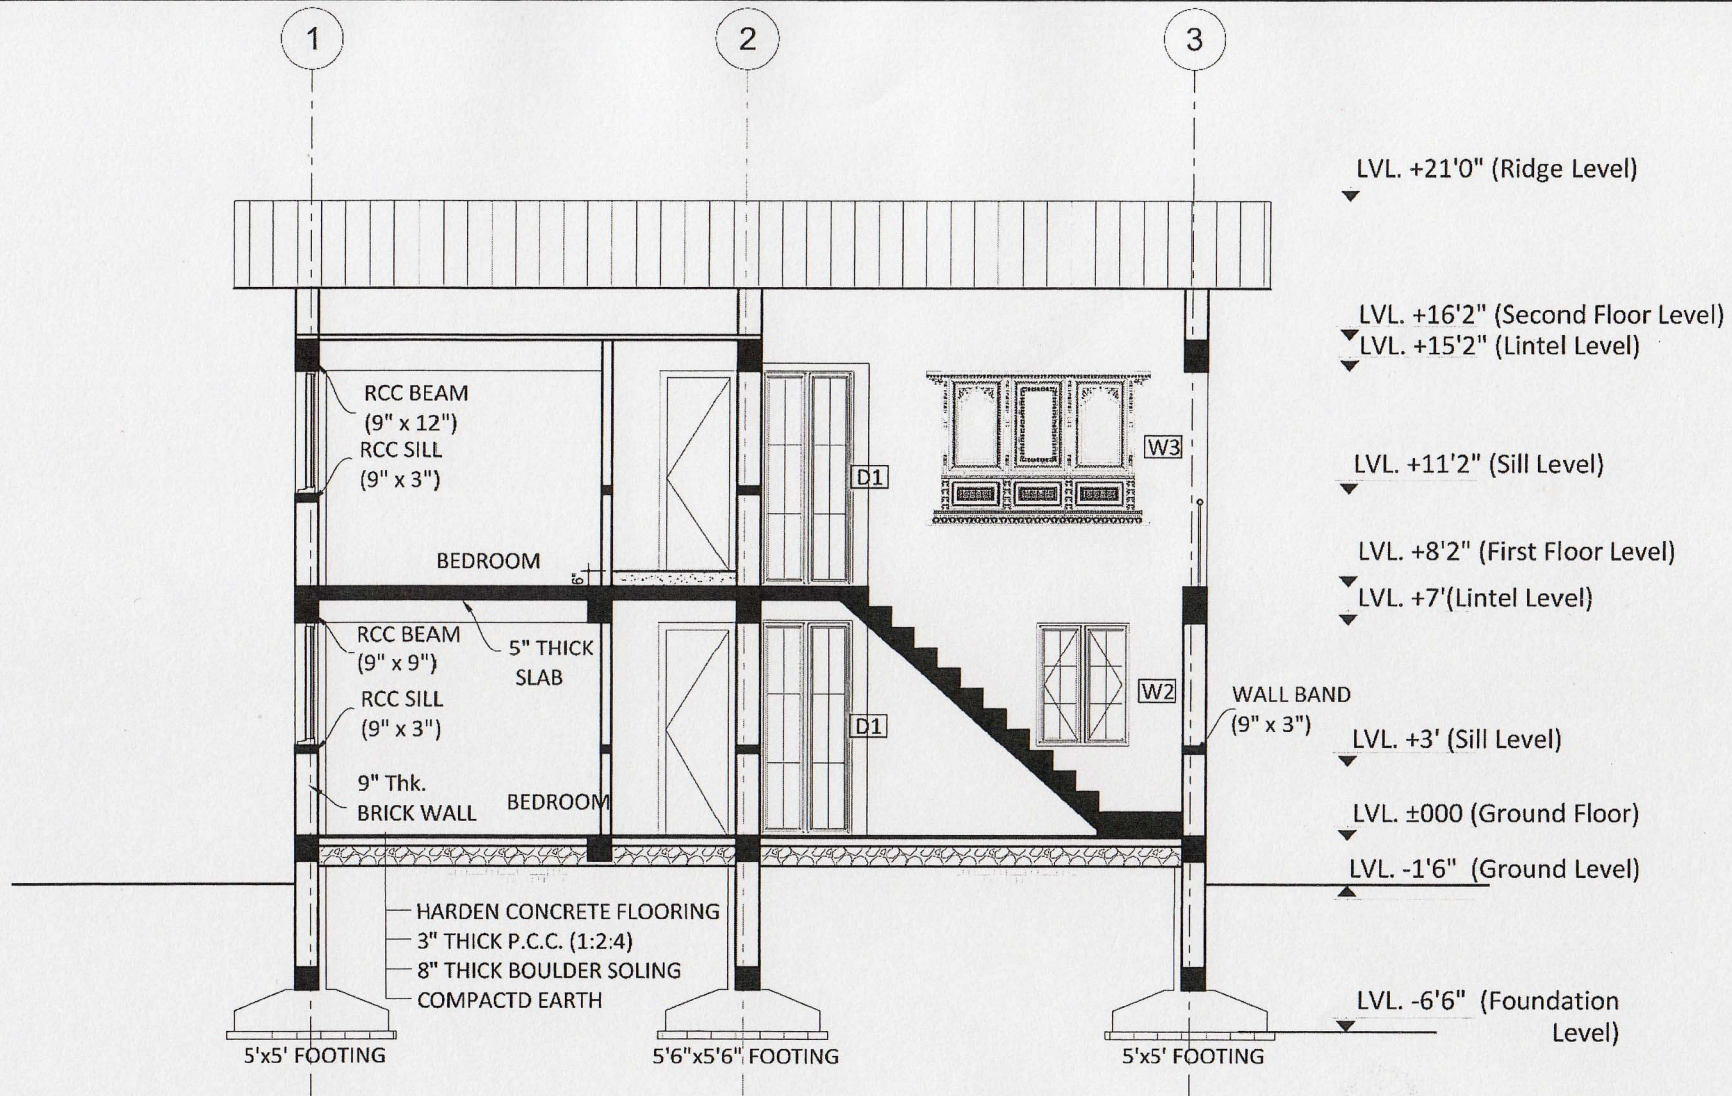 1
2
3
LVL. +21'0" (Ridge Level)
LVL. +16'2" (Second Floor Level)
LVL. +15'2" (Lintel Level)
RCC BEAM
(9" x 12")
RCC SILL
(9" x 3")
W3
D1
LVL. +11'2" (Sill Level)
BEDROOM
6"
LVL. +8'2" (First Floor Level)
LVL. +7'(Lintel Level)
RCC BEAM
(9" x 9")
5" THICK
SLAB
RCC SILL
(9" x 3")
D1
W2
WALL BAND
(9" x 3")
LVL. +3' (Sill Level)
9" Thk.
BRICK WALL
BEDROOM
LVL. ±000 (Ground Floor)
LVL. -1'6" (Ground Level)
HARDEN CONCRETE FLOORING
3" THICK P.C.C. (1:2:4)
8" THICK BOULDER SOLING
COMPACTD EARTH
LVL. -6'6" (Foundation
Level)
5'x5' FOOTING
5'6"x5'6" FOOTING
5'x5' FOOTING